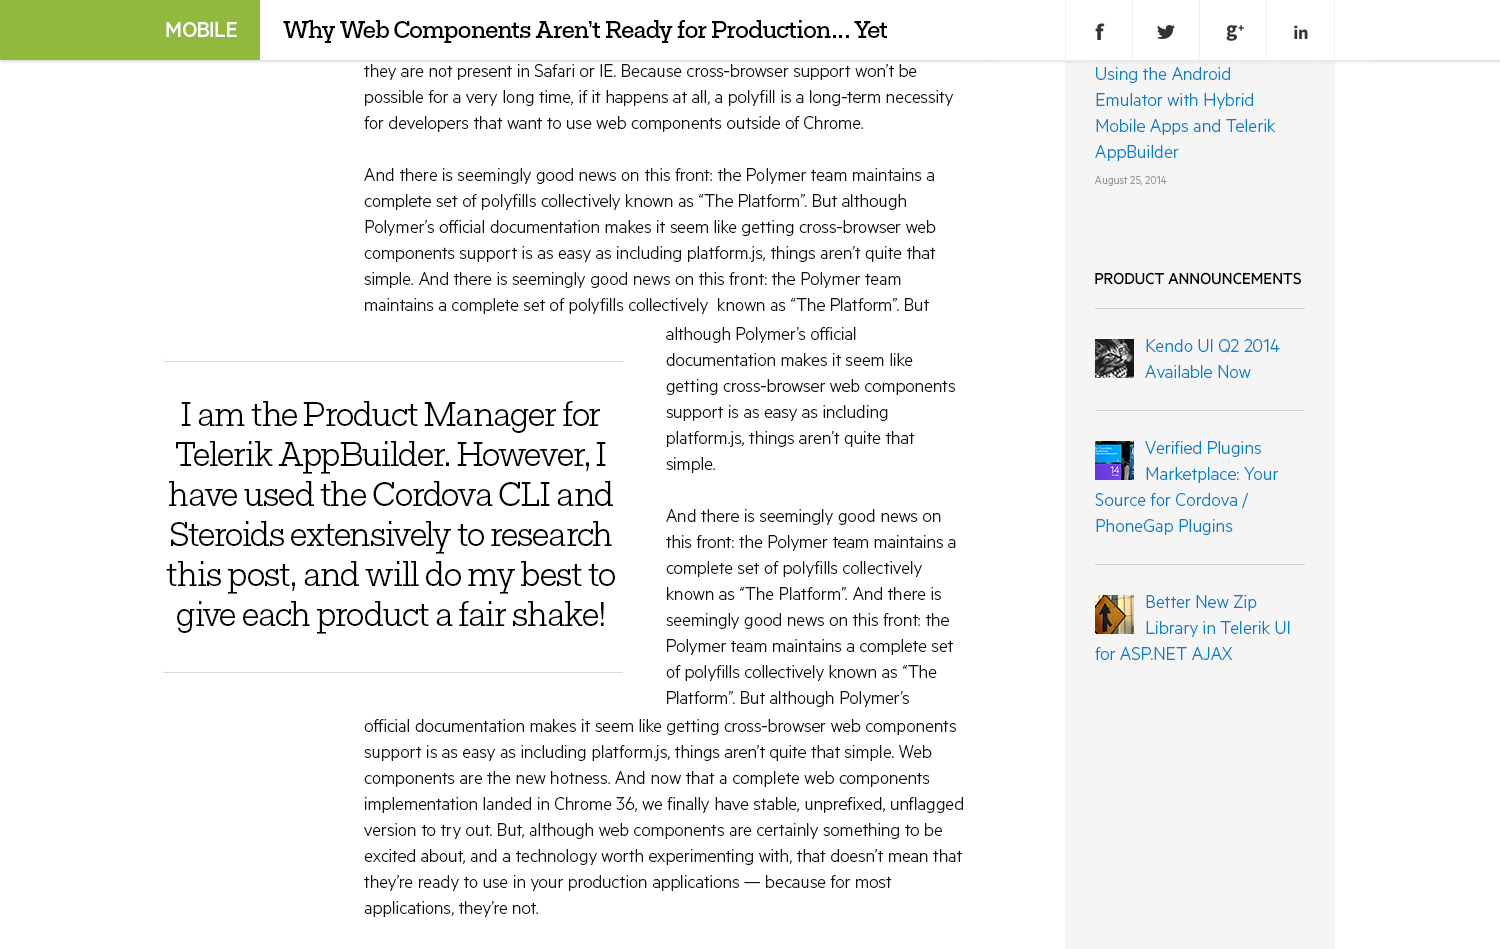 MOBILE
Why Web Components Aren't Ready for Production... Yet
f
g+
in
they are not present in Safari or IE. Because cross-browser support won't be
possible for a very long time, if it happens at all, a polyfill is a long-term necessity
for developers that want to use web components outside of Chrome.
And there is seemingly good news on this front: the Polymer team maintains a
complete set of polyfills collectively known as “The Platform”. But although
Polymer's official documentation makes it seem like getting cross-browser web
components support is as easy as including platform.js, things aren't quite that
simple. And there is seemingly good news on this front: the Polymer team
maintains a complete set of polyfills collectively known as “The Platform”. But
although Polymer's official
documentation makes it seem like
getting cross-browser web components
support is as easy as including
platform.js, things aren't quite that
simple.
I am the Product Manager for
Telerik AppBuilder. However, I
have used the Cordova CLI and
Steroids extensively to research
this post, and will do my best to
give each product a fair shake!
And there is seemingly good news on
this front: the Polymer team maintains a
complete set of polyfills collectively
known as “The Platform”. And there is
seemingly good news on this front: the
Polymer team maintains a complete set
of polyfills collectively known as “The
Platform”. But although Polymer's
official documentation makes it seem like getting cross-browser web components
support is as easy as including platform.js, things aren't quite that simple. Web
components are the new hotness. And now that a complete web components
implementation landed in Chrome 36, we finally have stable, unprefixed, unflagged
version to try out. But, although web components are certainly something to be
excited about, and a technology worth experimenting with, that doesn't mean that
they're ready to use in your production applications — because for most
applications, they're not.
Using the Android
Emulator with Hybrid
Mobile Apps and Telerik
AppBuilder
August 25, 2014
PRODUCT ANNOUNCEMENTS
Kendo UI Q2 2014
Available Now
14
Verified Plugins
Marketplace: Your
Source for Cordova /
PhoneGap Plugins
Better New Zip
Library in Telerik UI
for ASP.NET AJAX